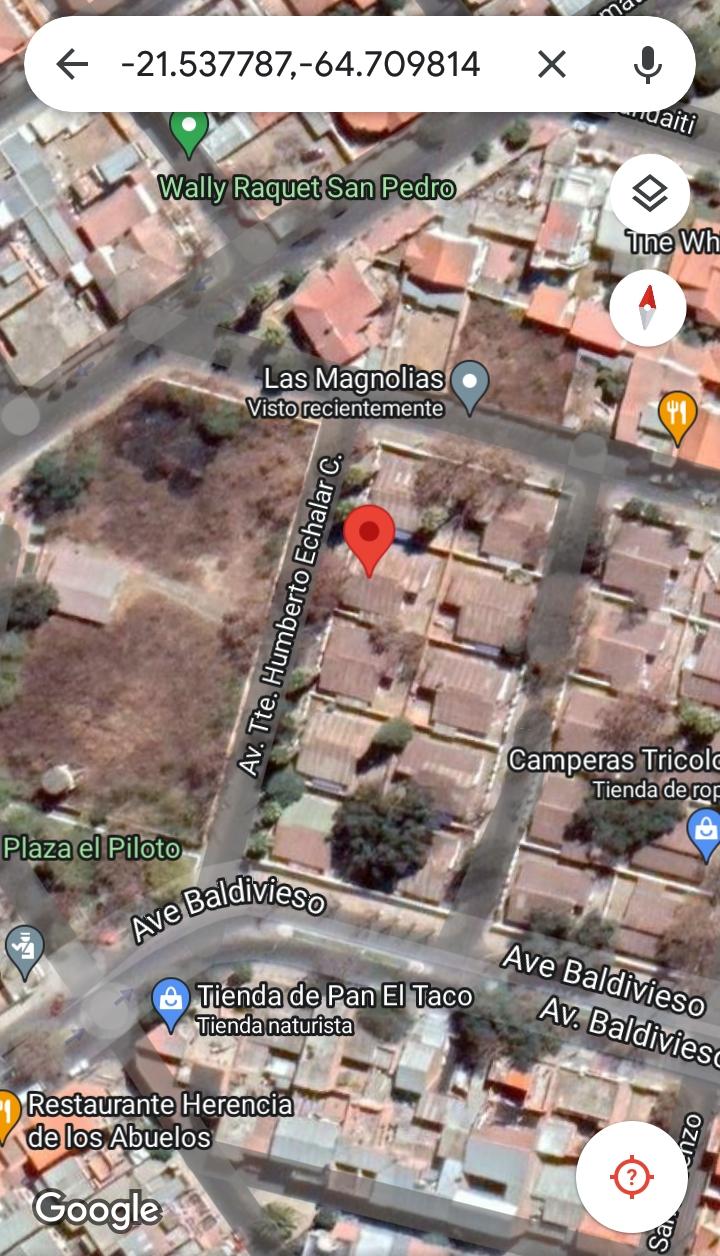 -21.537787,-64.709814
Wally Raquet San Pedro
The Wh
Las Magnolias
Visto recientemente
Av. Tte. Humberto Echalar C.
Camperas Tricolo
Tienda de rop
Plaza el Piloto
Ave Baldivieso
Ave Baldivieso
Av. Baldivieso
Tienda de Pan El Taco
Tienda naturista
Restaurante Herencia
de los Abuelos
?
Google